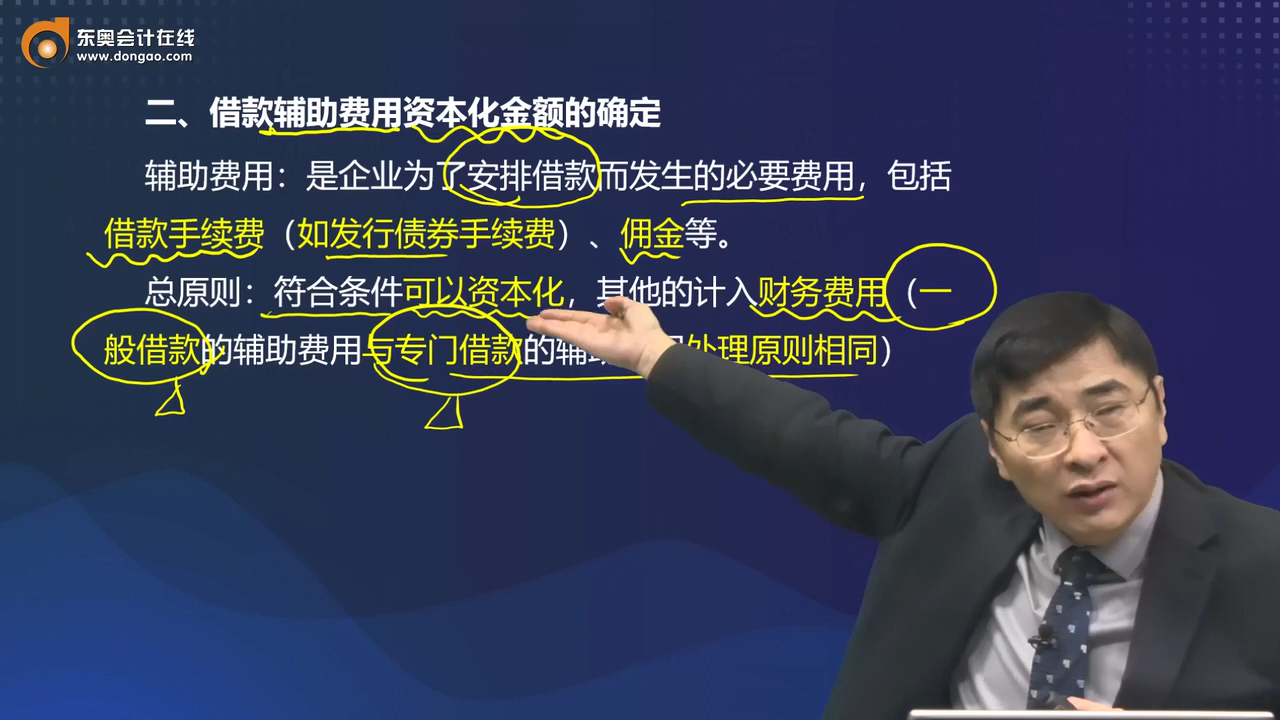 东奥会计在线
www.dongao.com
二、借款辅助费用资本化金额的确定
辅助费用：是企业为了安排借款而发生的必要费用，包括
借款手续费（如发行债券手续费）、佣金等。
总原则：符合条件可以资本化，其他的计入财务费用（一
般借款的辅助费用与专门借款的辅 处理原则相同）